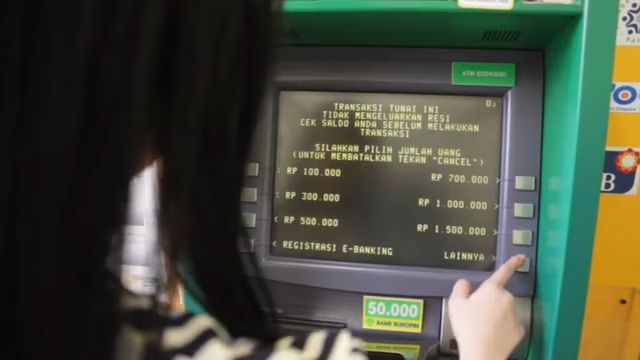 ATM 200A5050
0:
TRANSAKSI TUNAI INI
TIDAK MENGELUARKAN RESI
CEK SALDO ANDA SEBELUM MELAKUKAN
TRANSAKSI
SILAHKAN PILIH JUMLAH UANG
(UNTUK MEMBATALKAN TEKAN "CANCEL")
< RP 100.000
RP 700.000 >
< RP 300.000
RP 1.000.000 >
< RP 500.000
RP 1.500.000 >
< REGISTRASI E-BANKING
LAINNYA >
50.000
BANK BUKOPIN